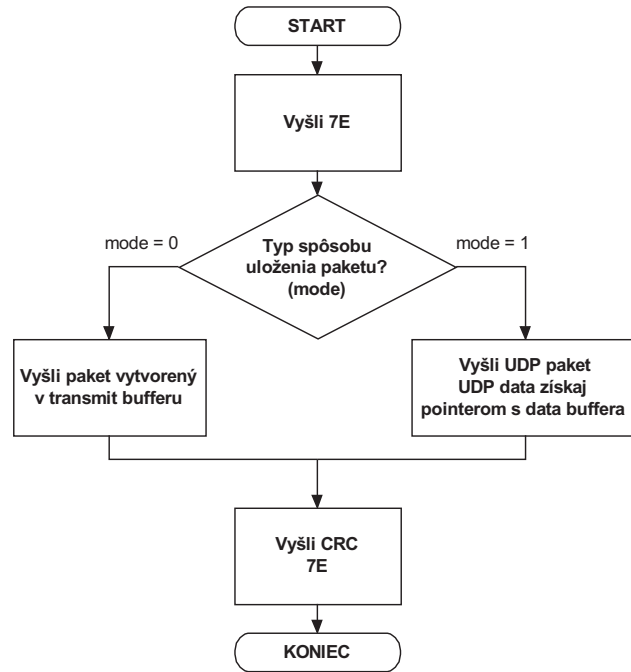 START
Vyšli 7E
mode = 0
Typ spôsobu
uloženia paketu?
(mode)
mode = 1
Vyšli paket vytvorený
v transmit bufferu
Vyšli UDP paket
UDP data získaj
pointerom s data buffera
Vyšli CRC
7E
KONIEC